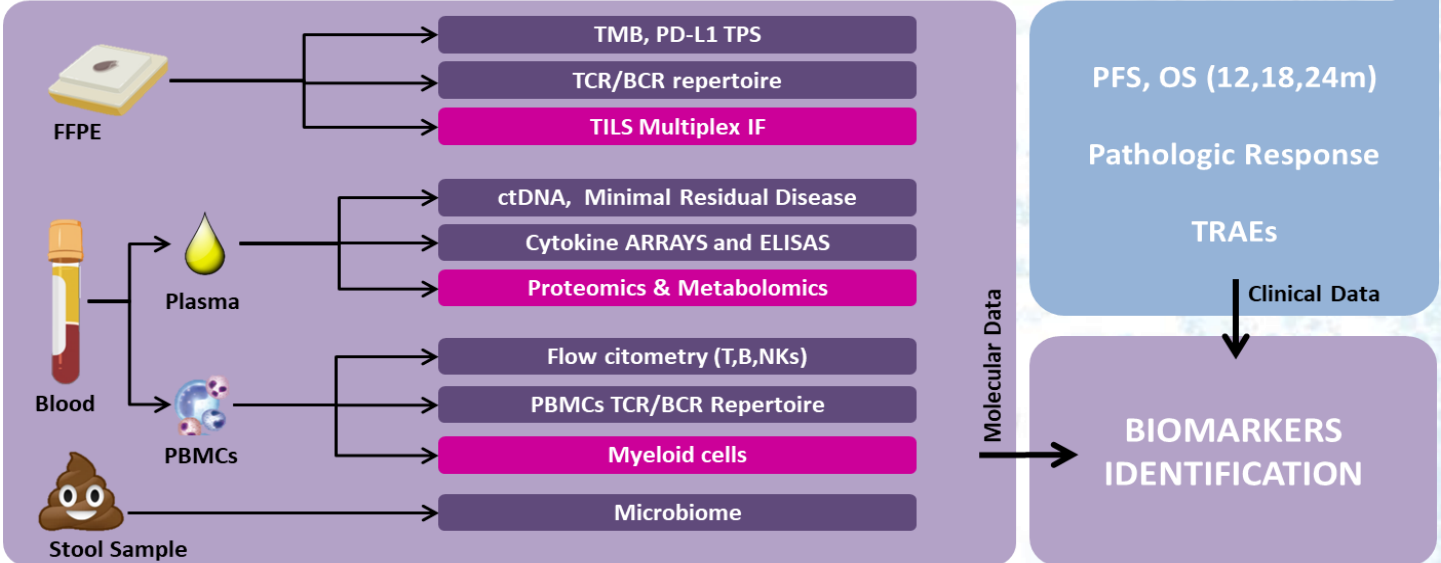 FFPE
TMB, PD-L1 TPS
TCR/BCR repertoire
TILS Multiplex IF
Blood
Plasma
ctDNA, Minimal Residual Disease
Cytokine ARRAYS and ELISAS
Proteomics & Metabolomics
PBMCs
Flow citometry (T,B,NKs)
PBMCs TCR/BCR Repertoire
Myeloid cells
Stool Sample
Microbiome
Molecular Data
PFS, OS (12,18,24m)
Pathologic Response
TRAEs
Clinical Data
BIOMARKERS
IDENTIFICATION